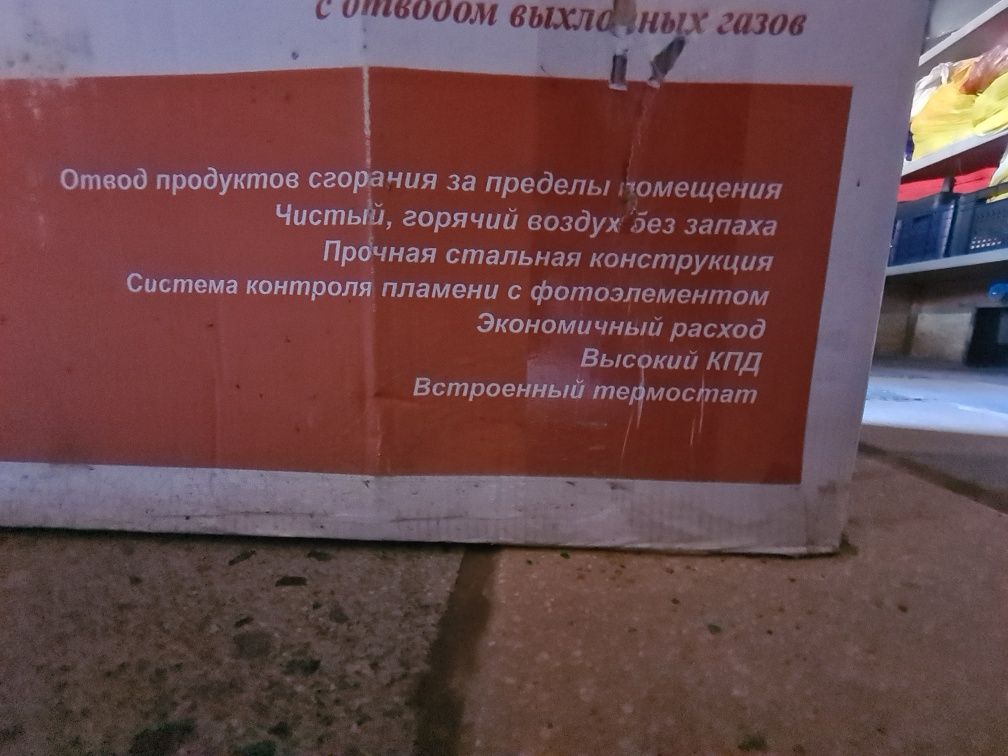 с отводом выхлопных газов
Отвод продуктов сгорания за пределы помещения
Чистый, горячий воздух без запаха
Прочная стальная конструкция
Система контроля пламени с фотоэлементом
Экономичный расход
Высокий КПД
Встроенный термостат